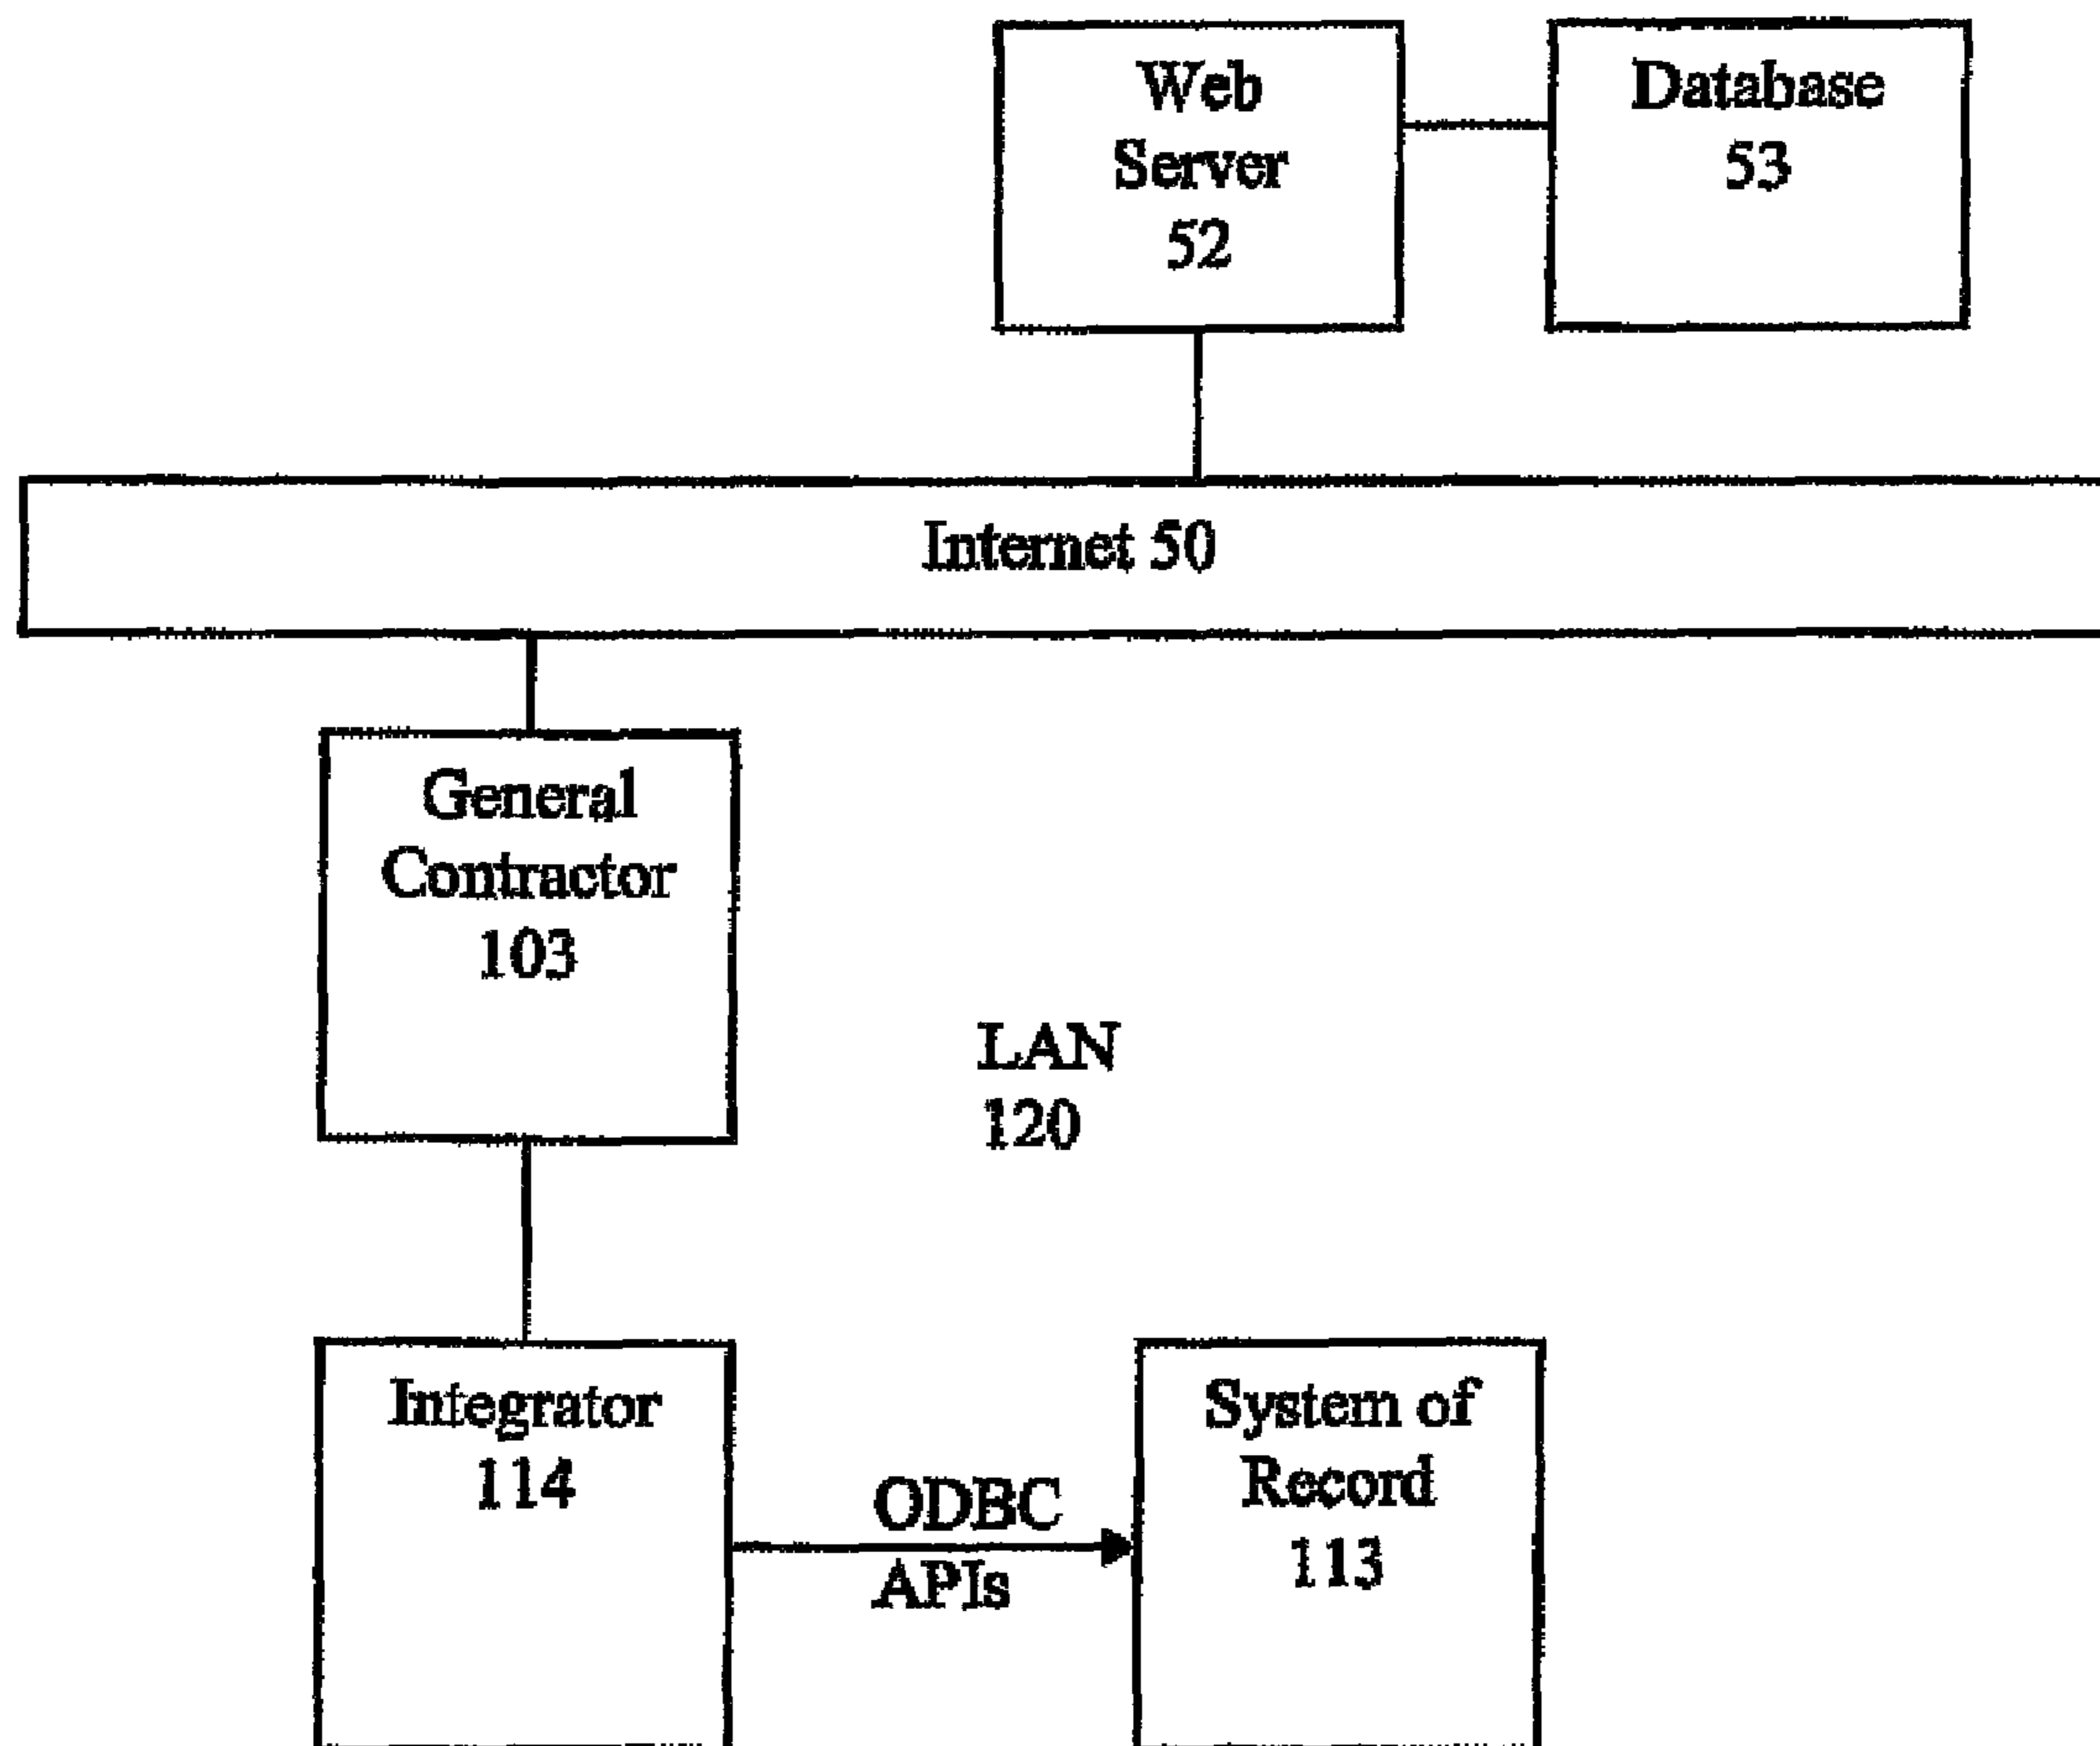 Web
Server
52
Database
53
Internet 50
General
Contractor
103
LAN
120
Integrator
114
ODBC
APIs
System of
Record
113